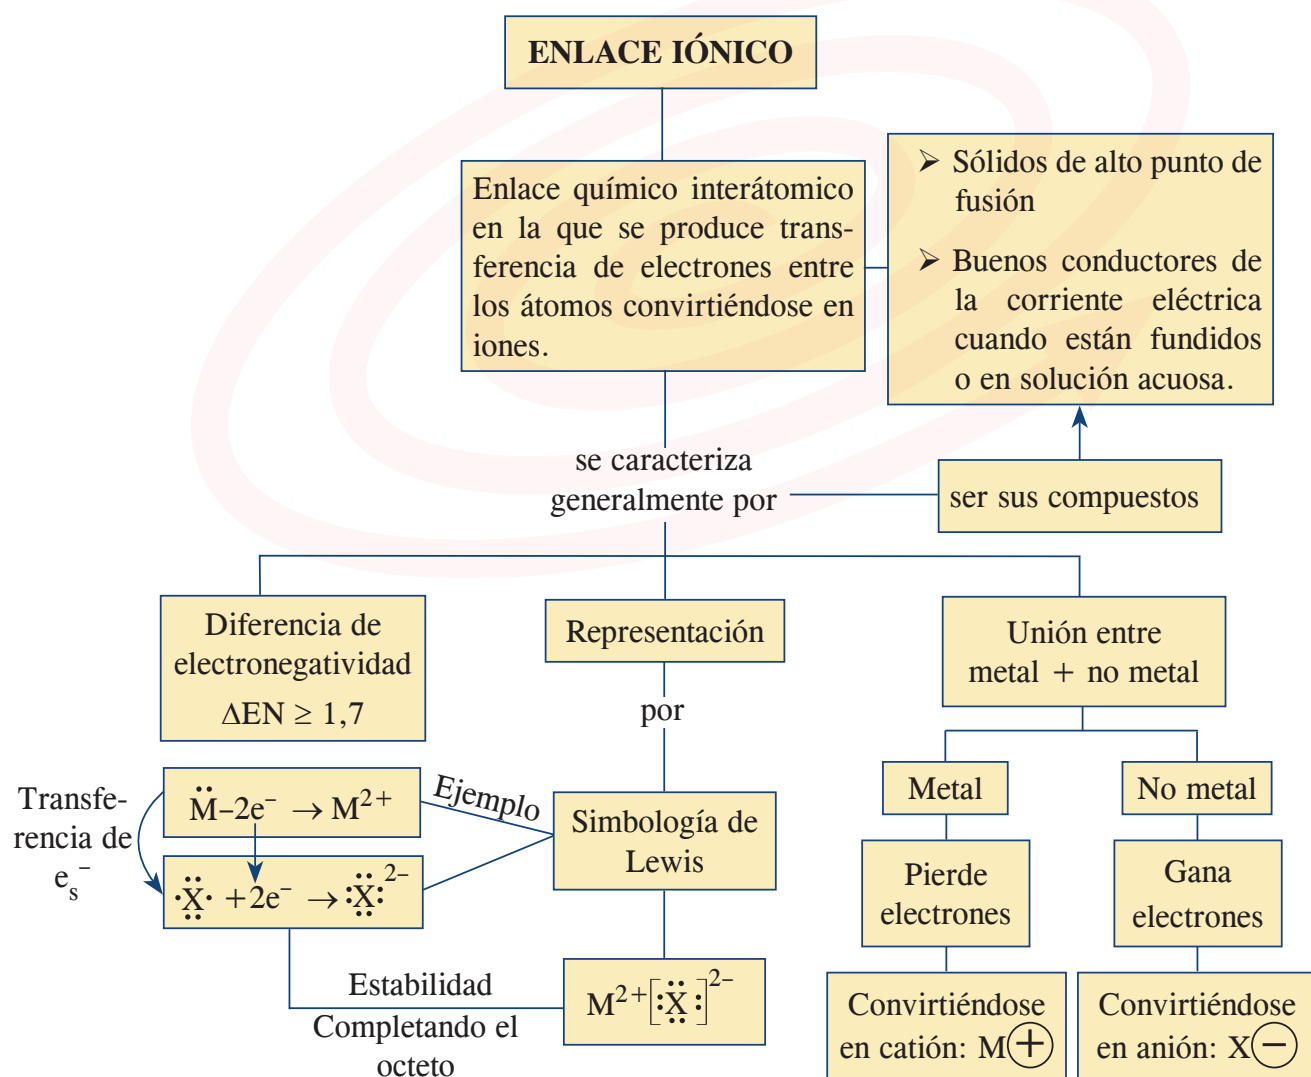 ENLACE IÓNICO
Enlace químico interátomico
en la que se produce trans-
ferencia de electrones entre
los átomos convirtiéndose en
iones.
➢ Sólidos de alto punto de
fusión
➢ Buenos conductores de
la corriente eléctrica
cuando están fundidos
o en solución acuosa.
se caracteriza
generalmente por
ser sus compuestos
Diferencia de
electronegatividad
ΔEN ≥ 1,7
Representación
por
Unión entre
metal + no metal
Transfe-
rencia de
eₛ⁻
M̈–2e⁻ → M²⁺
·Ẍ· +2e⁻ → :Ẍ:²⁻
Ejemplo
Simbología de
Lewis
Estabilidad
Completando el
octeto
M²⁺[:Ẍ:]²⁻
Metal
Pierde
electrones
Convirtiéndose
en catión: M⊕
No metal
Gana
electrones
Convirtiéndose
en anión: X⊖